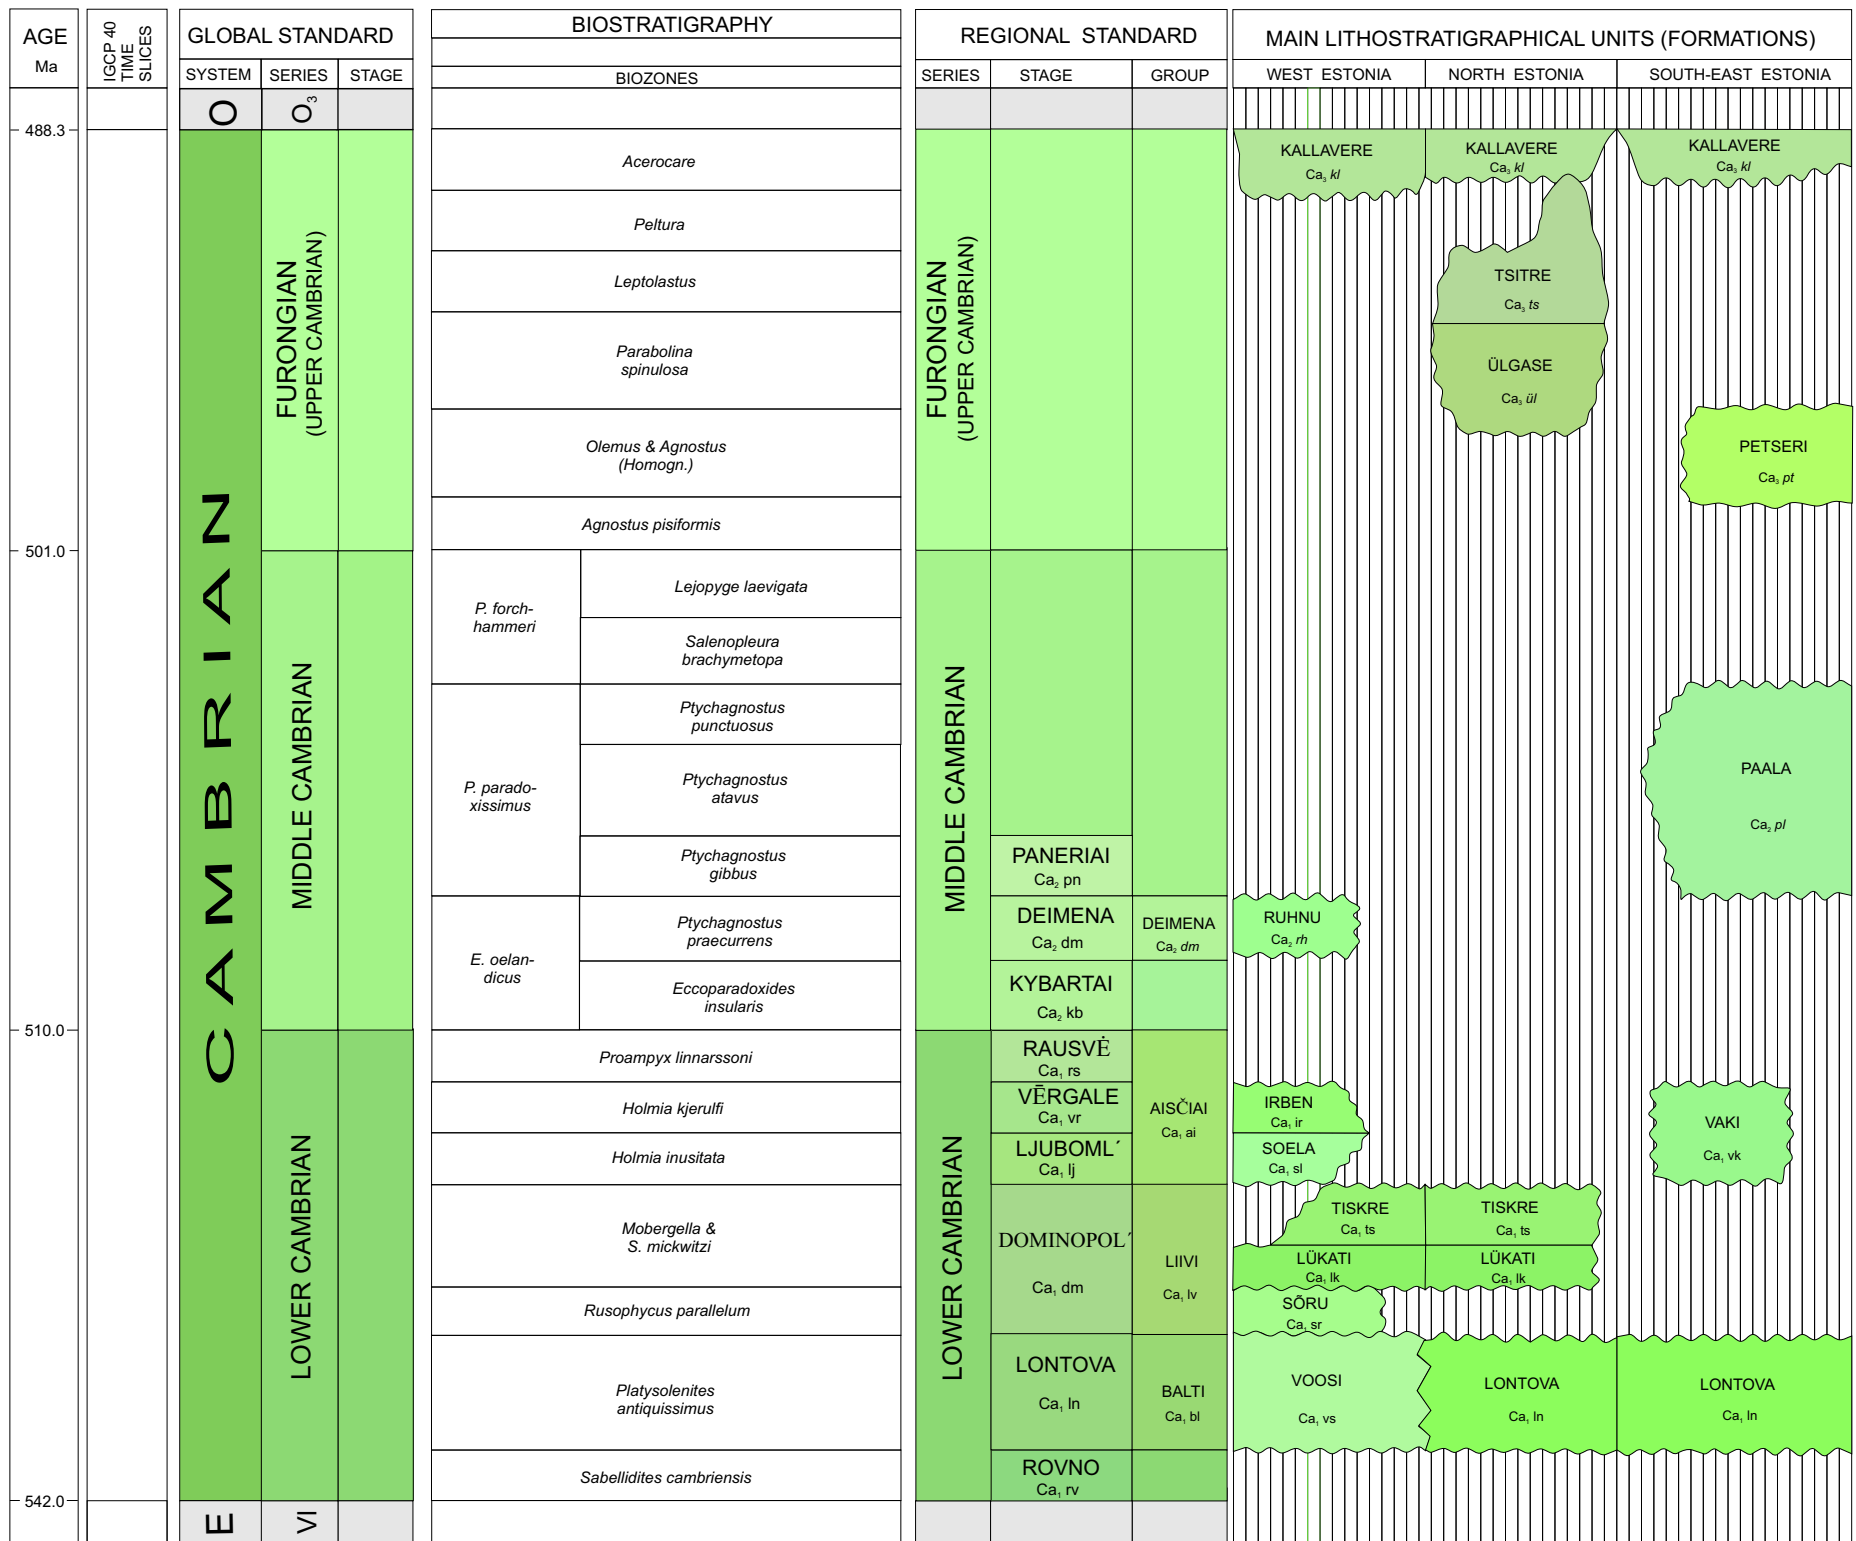 AGE
Ma
IGCP 40
TIME
SLICES
GLOBAL STANDARD
SYSTEM
SERIES
STAGE
BIOSTRATIGRAPHY
BIOZONES
REGIONAL STANDARD
SERIES
STAGE
GROUP
MAIN LITHOSTRATIGRAPHICAL UNITS (FORMATIONS)
WEST ESTONIA
NORTH ESTONIA
SOUTH-EAST ESTONIA
488.3
501.0
510.0
542.0
O
O₃
CAMBRIAN
FURONGIAN
(UPPER CAMBRIAN)
MIDDLE CAMBRIAN
LOWER CAMBRIAN
E
VI
Acerocare
Peltura
Leptolastus
Parabolina
spinulosa
Olemus & Agnostus
(Homogn.)
Agnostus pisiformis
P. forch-
hammeri
Lejopyge laevigata
Salenopleura
brachymetopa
P. parado-
xissimus
Ptychagnostus
punctuosus
Ptychagnostus
atavus
Ptychagnostus
gibbus
E. oelan-
dicus
Ptychagnostus
praecurrens
Eccoparadoxides
insularis
Proampyx linnarssoni
Holmia kjerulfi
Holmia inusitata
Mobergella &
S. mickwitzi
Rusophycus parallelum
Platysolenites
antiquissimus
Sabellidites cambriensis
FURONGIAN
(UPPER CAMBRIAN)
MIDDLE CAMBRIAN
LOWER CAMBRIAN
PANERIAI
Ca₂ pn
DEIMENA
Ca₂ dm
KYBARTAI
Ca₂ kb
RAUSVĖ
Ca₁ rs
VĒRGALE
Ca₁ vr
LJUBOML´
Ca₁ lj
DOMINOPOL´
Ca₁ dm
LONTOVA
Ca₁ ln
ROVNO
Ca₁ rv
DEIMENA
Ca₂ dm
AISČIAI
Ca₁ ai
LIIVI
Ca₁ lv
BALTI
Ca₁ bl
KALLAVERE
Ca₃ kl
KALLAVERE
Ca₃ kl
KALLAVERE
Ca₃ kl
TSITRE
Ca₃ ts
ÜLGASE
Ca₃ ül
PETSERI
Ca₃ pt
PAALA
Ca₂ pl
RUHNU
Ca₂ rh
IRBEN
Ca₁ ir
SOELA
Ca₁ sl
VAKI
Ca₁ vk
TISKRE
Ca₁ ts
TISKRE
Ca₁ ts
LÜKATI
Ca₁ lk
LÜKATI
Ca₁ lk
SÕRU
Ca₁ sr
VOOSI
Ca₁ vs
LONTOVA
Ca₁ ln
LONTOVA
Ca₁ ln